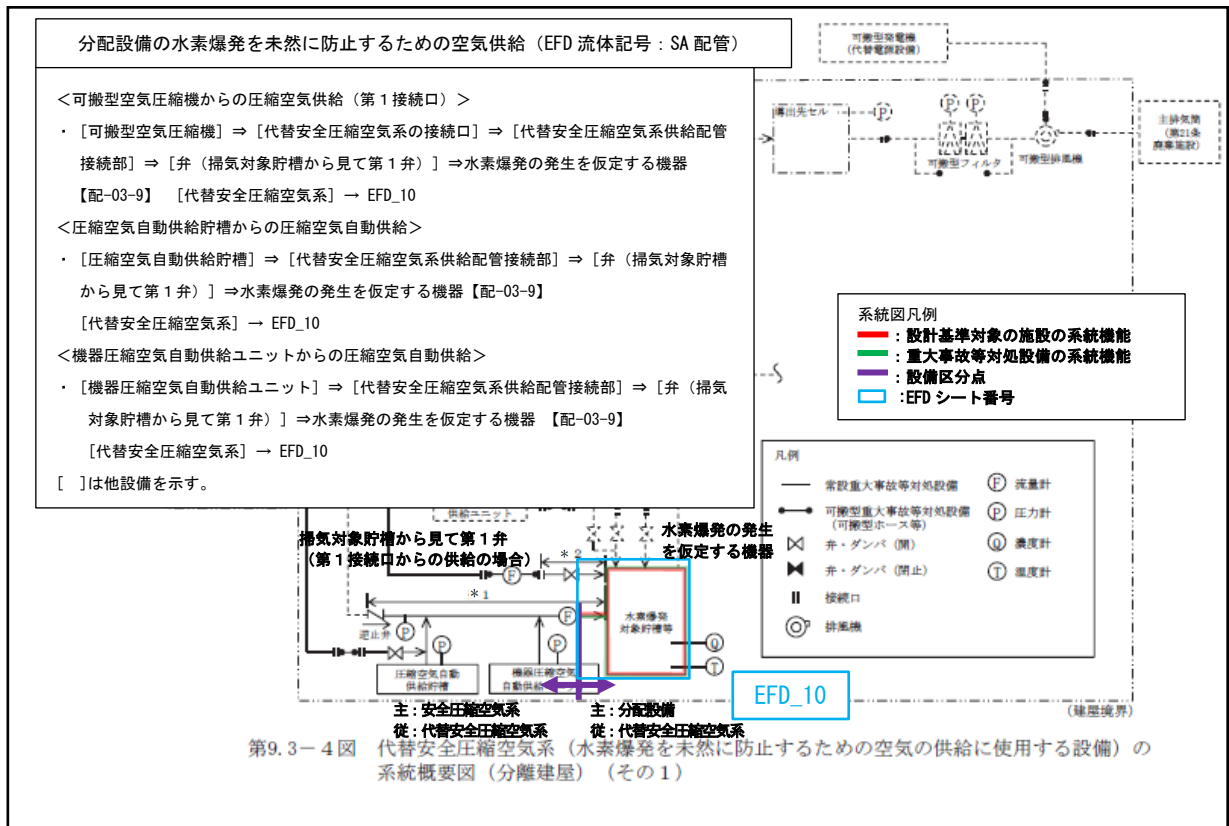 分配設備の水素爆発を未然に防止するための空気供給（EFD 流体記号：SA 配管）
＜可搬型空気圧縮機からの圧縮空気供給（第１接続口）＞
・［可搬型空気圧縮機］⇒［代替安全圧縮空気系の接続口］⇒［代替安全圧縮空気系供給配管
接続部］⇒［弁（掃気対象貯槽から見て第１弁）］⇒水素爆発の発生を仮定する機器
【配-03-9】　［代替安全圧縮空気系］→ EFD_10
＜圧縮空気自動供給貯槽からの圧縮空気自動供給＞
・［圧縮空気自動供給貯槽］⇒［代替安全圧縮空気系供給配管接続部］⇒［弁（掃気対象貯槽
から見て第１弁）］⇒水素爆発の発生を仮定する機器【配-03-9】
［代替安全圧縮空気系］→ EFD_10
＜機器圧縮空気自動供給ユニットからの圧縮空気自動供給＞
・［機器圧縮空気自動供給ユニット］⇒［代替安全圧縮空気系供給配管接続部］⇒［弁（掃気
対象貯槽から見て第１弁）］⇒水素爆発の発生を仮定する機器 【配-03-9】
［代替安全圧縮空気系］→ EFD_10
［　］は他設備を示す。
可搬型発電機
（代替電源設備）
導出先セル
P
P
P
可搬型フィルタ
可搬型排風機
主排気筒
（第21条
廃棄施設）
系統図凡例
：設計基準対象の施設の系統機能
：重大事故等対処設備の系統機能
：設備区分点
：EFD シート番号
凡例
常設重大事故等対処設備
可搬型重大事故等対処設備
（可搬型ホース等）
弁・ダンパ（開）
弁・ダンパ（閉止）
接続口
排風機
F 流量計
P 圧力計
Q 濃度計
T 温度計
供給ユニット
掃気対象貯槽から見て第１弁
（第１接続口からの供給の場合）
水素爆発の発生
を仮定する機器
＊2
F
＊1
逆止弁
P
P
P
F
水素爆発
対象貯槽等
Q
T
圧縮空気自動
供給貯槽
機器圧縮空気
自動供給
EFD_10
（建屋境界）
主：安全圧縮空気系
従：代替安全圧縮空気系
主：分配設備
従：代替安全圧縮空気系
第9.3－4図　代替安全圧縮空気系（水素爆発を未然に防止するための空気の供給に使用する設備）の
系統概要図（分離建屋）（その１）